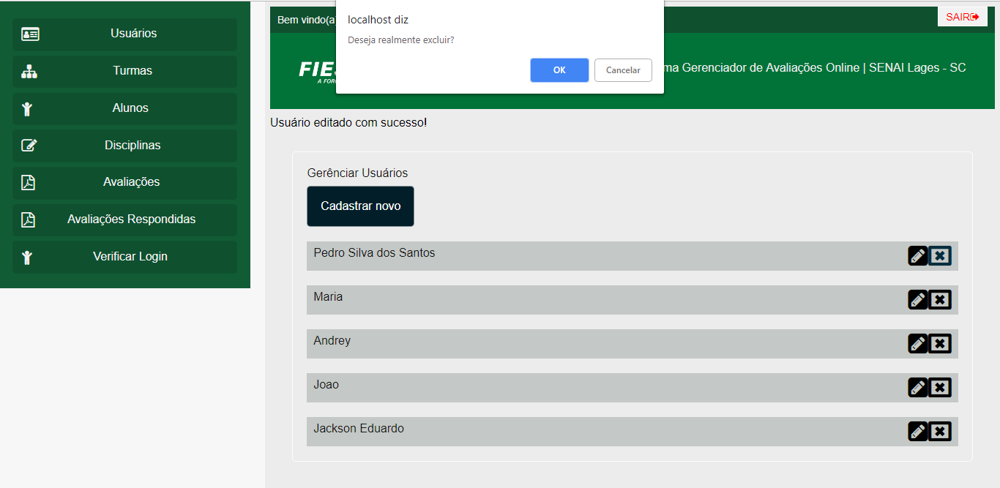 Usuários
Turmas
Alunos
Disciplinas
Avaliações
Avaliações Respondidas
Verificar Login
localhost diz
Deseja realmente excluir?
OK
Cancelar
Bem vindo(a
SAIR
Gerenciador de Avaliações Online | SENAI Lages - SC
Usuário editado com sucesso!
Gerênciar Usuários
Cadastrar novo
Pedro Silva dos Santos
Maria
Andrey
Joao
Jackson Eduardo